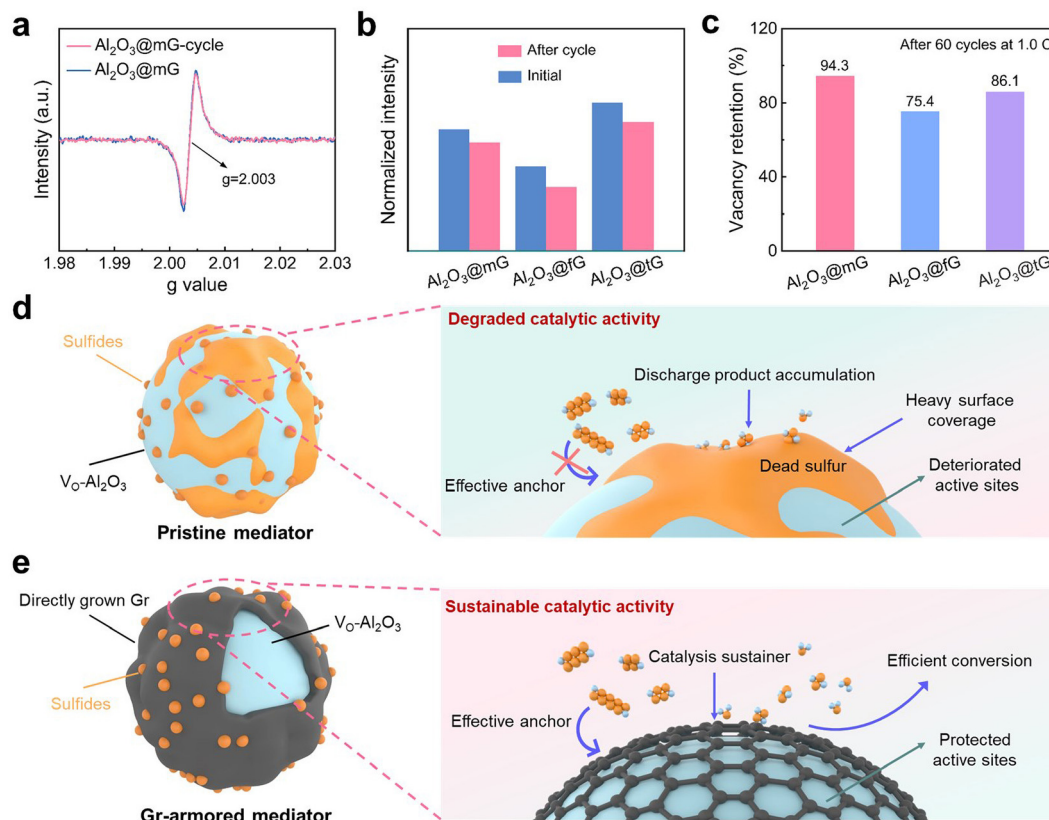 a
Al₂O₃@mG-cycle
Al₂O₃@mG
g=2.003
Intensity (a.u.)
1.98 1.99 2.00 2.01 2.02 2.03
g value
b
After cycle
Initial
Normalized intensity
Al₂O₃@mG Al₂O₃@fG Al₂O₃@tG
c
After 60 cycles at 1.0 C
Vacancy retention (%)
120
80
40
0
94.3
75.4
86.1
Al₂O₃@mG Al₂O₃@fG Al₂O₃@tG
d
Sulfides
V₀-Al₂O₃
Pristine mediator
Degraded catalytic activity
Discharge product accumulation
Heavy surface
coverage
Effective anchor
Dead sulfur
Deteriorated
active sites
e
Directly grown Gr
V₀-Al₂O₃
Sulfides
Gr-armored mediator
Sustainable catalytic activity
Catalysis sustainer
Efficient conversion
Effective anchor
Protected
active sites